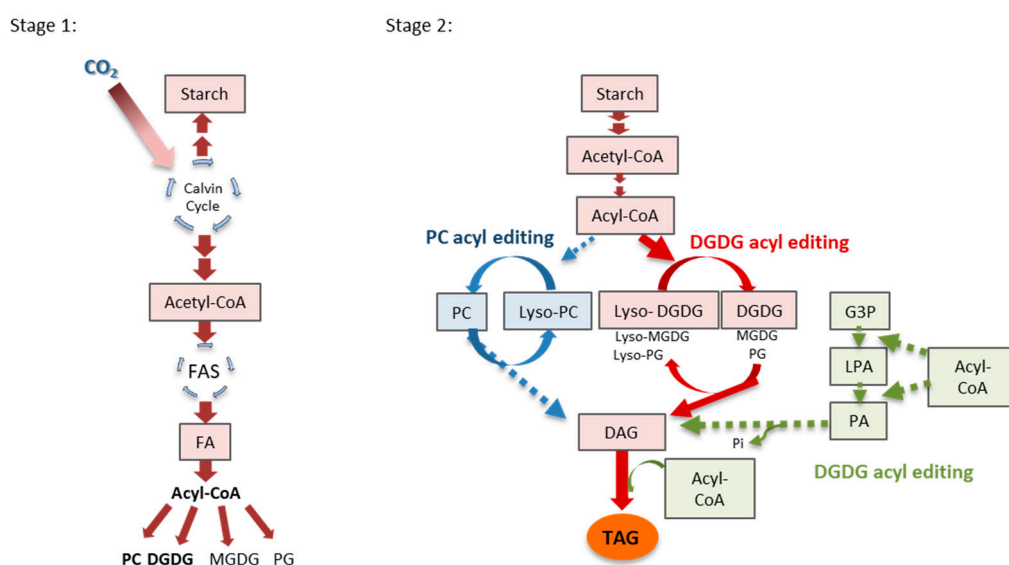 Stage 1:
CO2
Starch
Calvin
Cycle
Acetyl-CoA
FAS
FA
Acyl-CoA
PC DGDG MGDG PG
Stage 2:
Starch
Acetyl-CoA
Acyl-CoA
PC acyl editing
DGDG acyl editing
PC
Lyso-PC
Lyso- DGDG
DGDG
Lyso-MGDG
MGDG
Lyso-PG
PG
G3P
LPA
PA
Acyl-
CoA
DAG
Pi
DGDG acyl editing
Acyl-
CoA
TAG